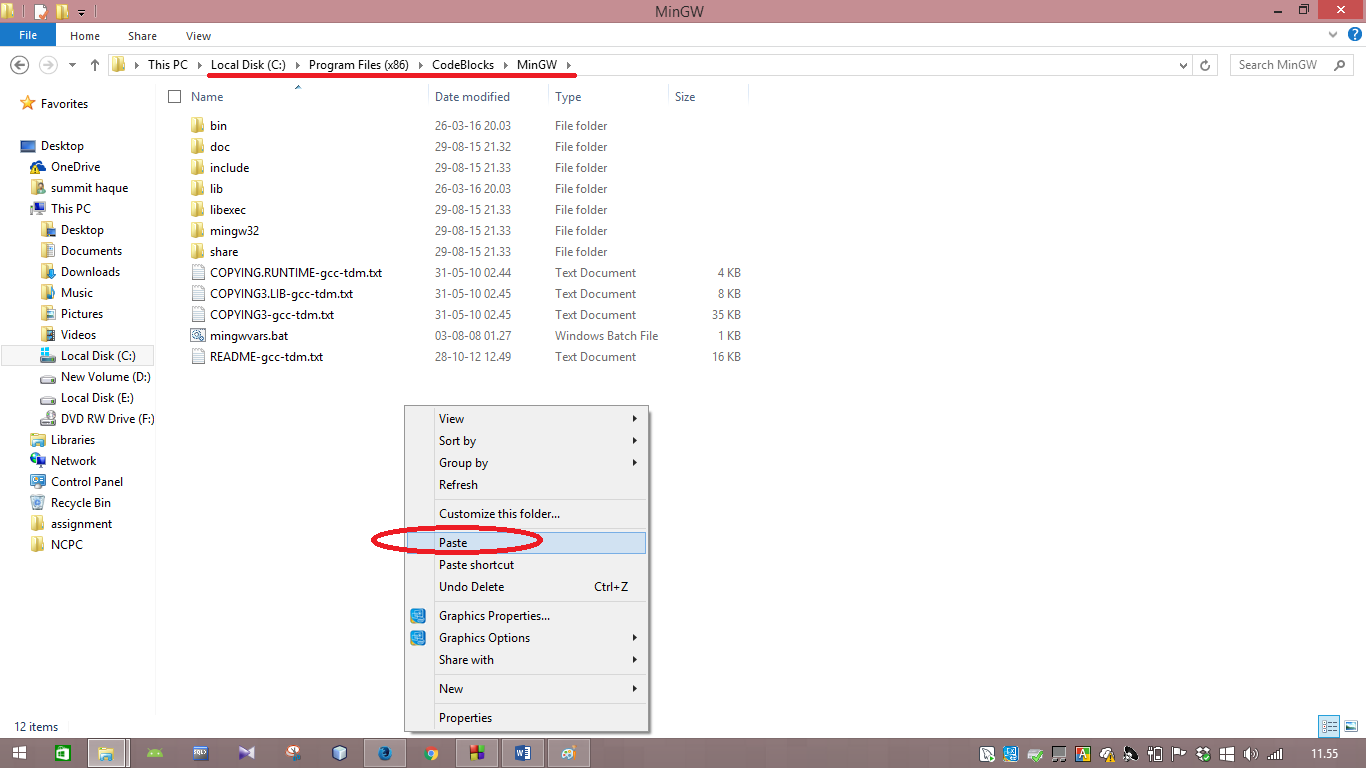 MinGW
File Home Share View
This PC Local Disk (C:) Program Files (x86) CodeBlocks MinGW Search MinGW
Name Date modified Type Size
Favorites
Desktop
OneDrive
summit haque
This PC
Desktop
Documents
Downloads
Music
Pictures
Videos
Local Disk (C:)
New Volume (D:)
Local Disk (E:)
DVD RW Drive (F:)
Libraries
Network
Control Panel
Recycle Bin
assignment
NCPC
bin 26-03-16 20.03 File folder
doc 29-08-15 21.32 File folder
include 29-08-15 21.33 File folder
lib 26-03-16 20.03 File folder
libexec 29-08-15 21.33 File folder
mingw32 29-08-15 21.33 File folder
share 29-08-15 21.33 File folder
COPYING.RUNTIME-gcc-tdm.txt 31-05-10 02.44 Text Document 4 KB
COPYING3.LIB-gcc-tdm.txt 31-05-10 02.45 Text Document 8 KB
COPYING3-gcc-tdm.txt 31-05-10 02.45 Text Document 35 KB
mingwvars.bat 03-08-08 01.27 Windows Batch File 1 KB
README-gcc-tdm.txt 28-10-12 12.49 Text Document 16 KB
View
Sort by
Group by
Refresh
Customize this folder...
Paste
Paste shortcut
Undo Delete Ctrl+Z
Graphics Properties...
Graphics Options
Share with
New
Properties
12 items
11.55